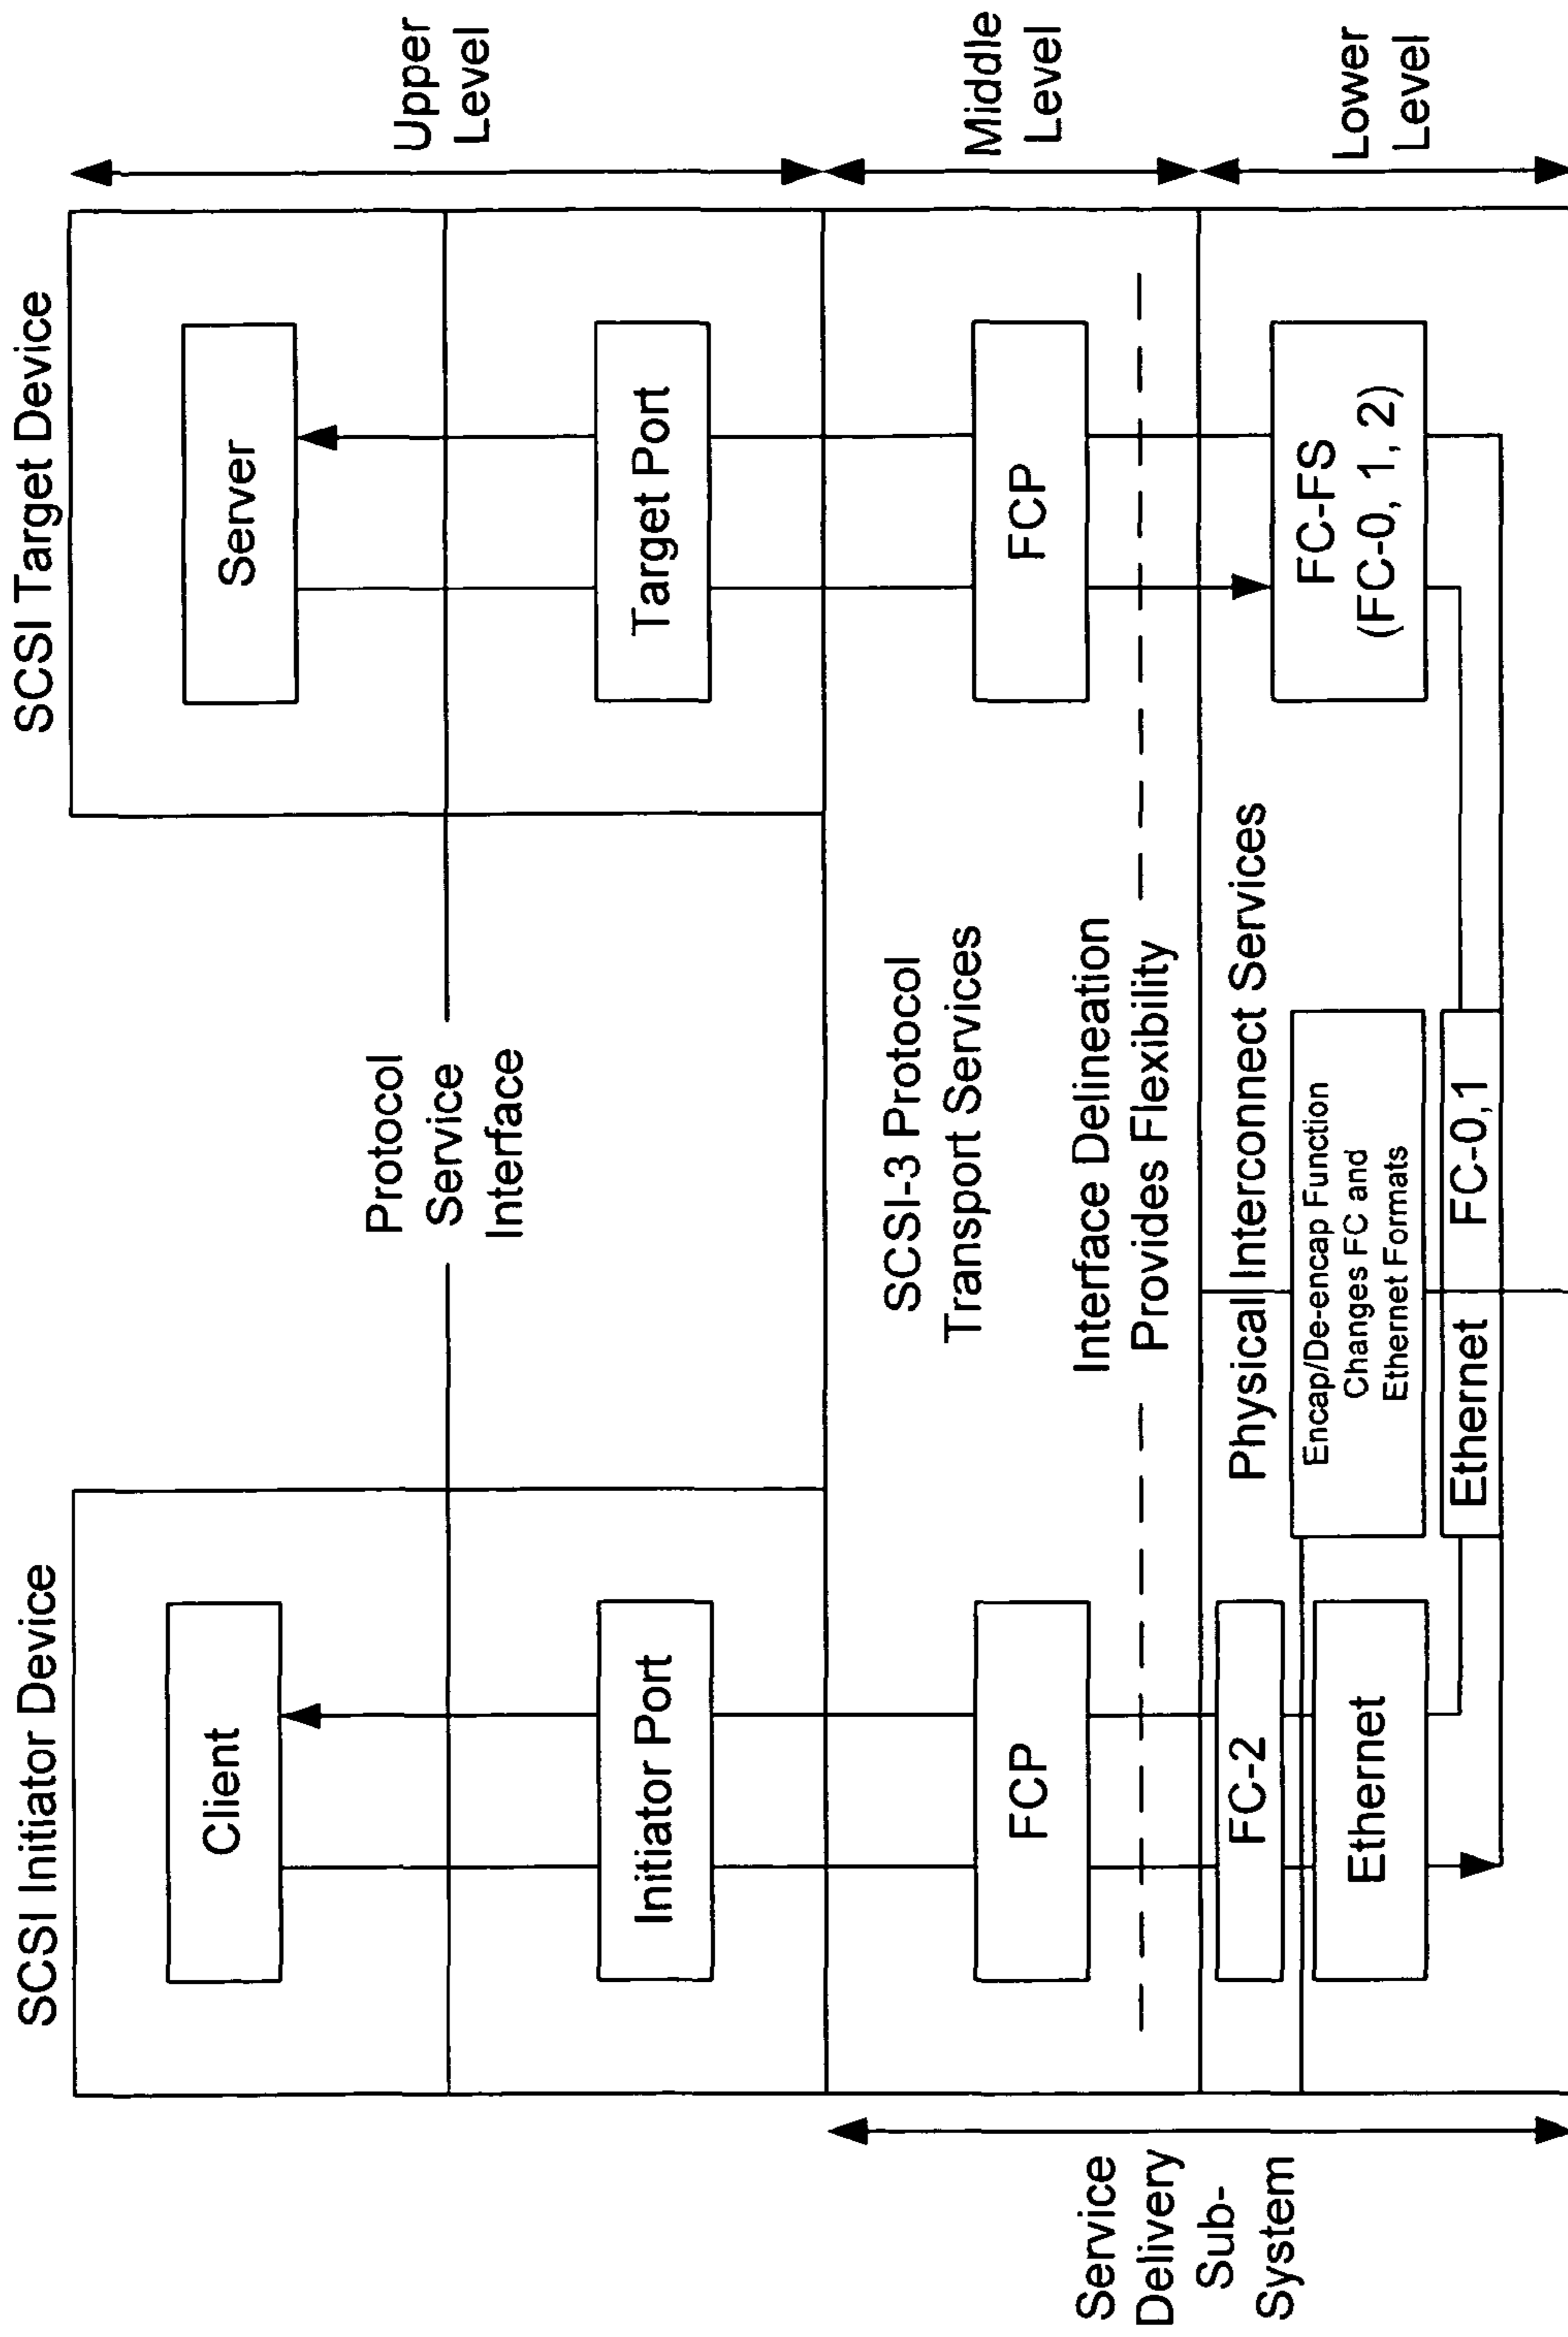 SCSI Initiator Device
SCSI Target Device
Client
Server
Upper
Level
Protocol
Service
Interface
Initiator Port
Target Port
SCSI-3 Protocol
Transport Services
FCP
FCP
Middle
Level
Interface Delineation
Provides Flexibility
Service
Delivery
Sub-
System
Physical Interconnect Services
FC-2
Ethernet
Encap/De-encap Function
Changes FC and
Ethernet Formats
FC-FS
(FC-0, 1, 2)
Lower
Level
Ethernet
FC-0,1